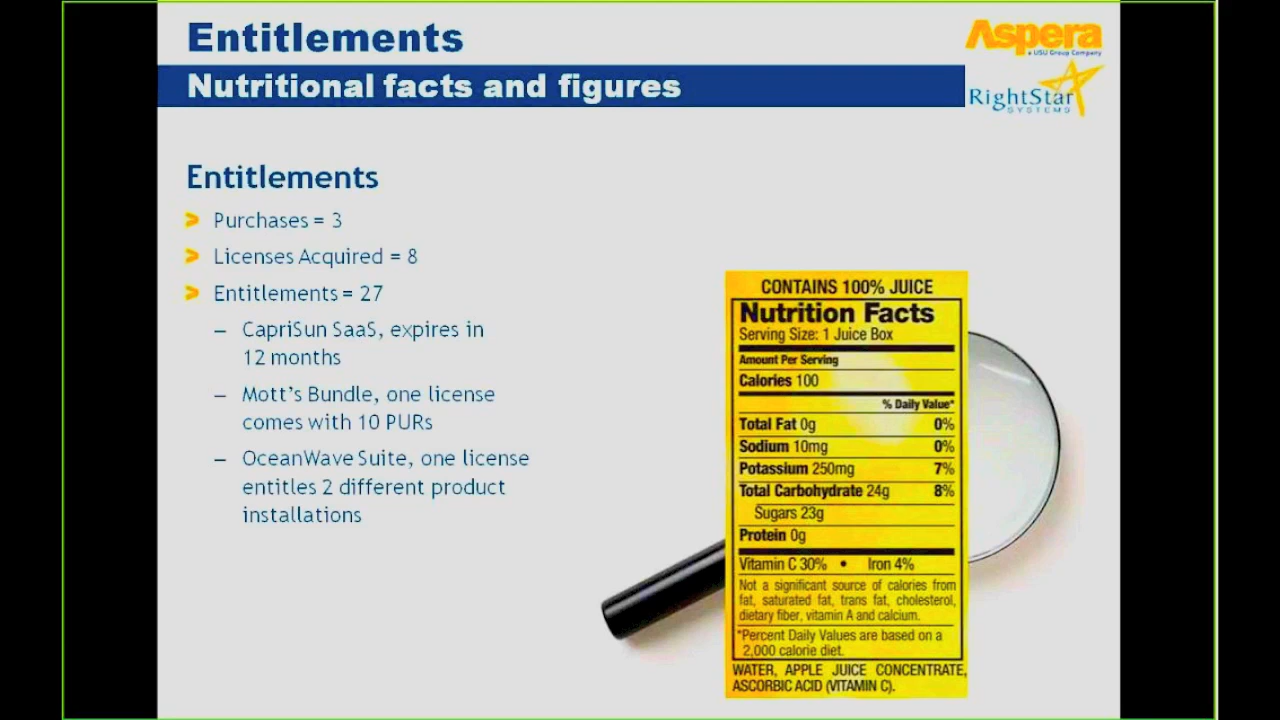 Entitlements
Nutritional facts and figures
Aspera
a USU Group Company
RightStar
SYSTEMS
Entitlements
> Purchases = 3
> Licenses Acquired = 8
> Entitlements = 27
– CapriSun SaaS, expires in
12 months
– Mott's Bundle, one license
comes with 10 PURs
– OceanWave Suite, one license
entitles 2 different product
installations
CONTAINS 100% JUICE
Nutrition Facts
Serving Size: 1 Juice Box
Amount Per Serving
Calories 100
% Daily Value*
Total Fat 0g 0%
Sodium 10mg 0%
Potassium 250mg 7%
Total Carbohydrate 24g 8%
Sugars 23g
Protein 0g
Vitamin C 30% • Iron 4%
Not a significant source of calories from
fat, saturated fat, trans fat, cholesterol,
dietary fiber, vitamin A and calcium.
*Percent Daily Values are based on a
2,000 calorie diet.
WATER, APPLE JUICE CONCENTRATE,
ASCORBIC ACID (VITAMIN C).